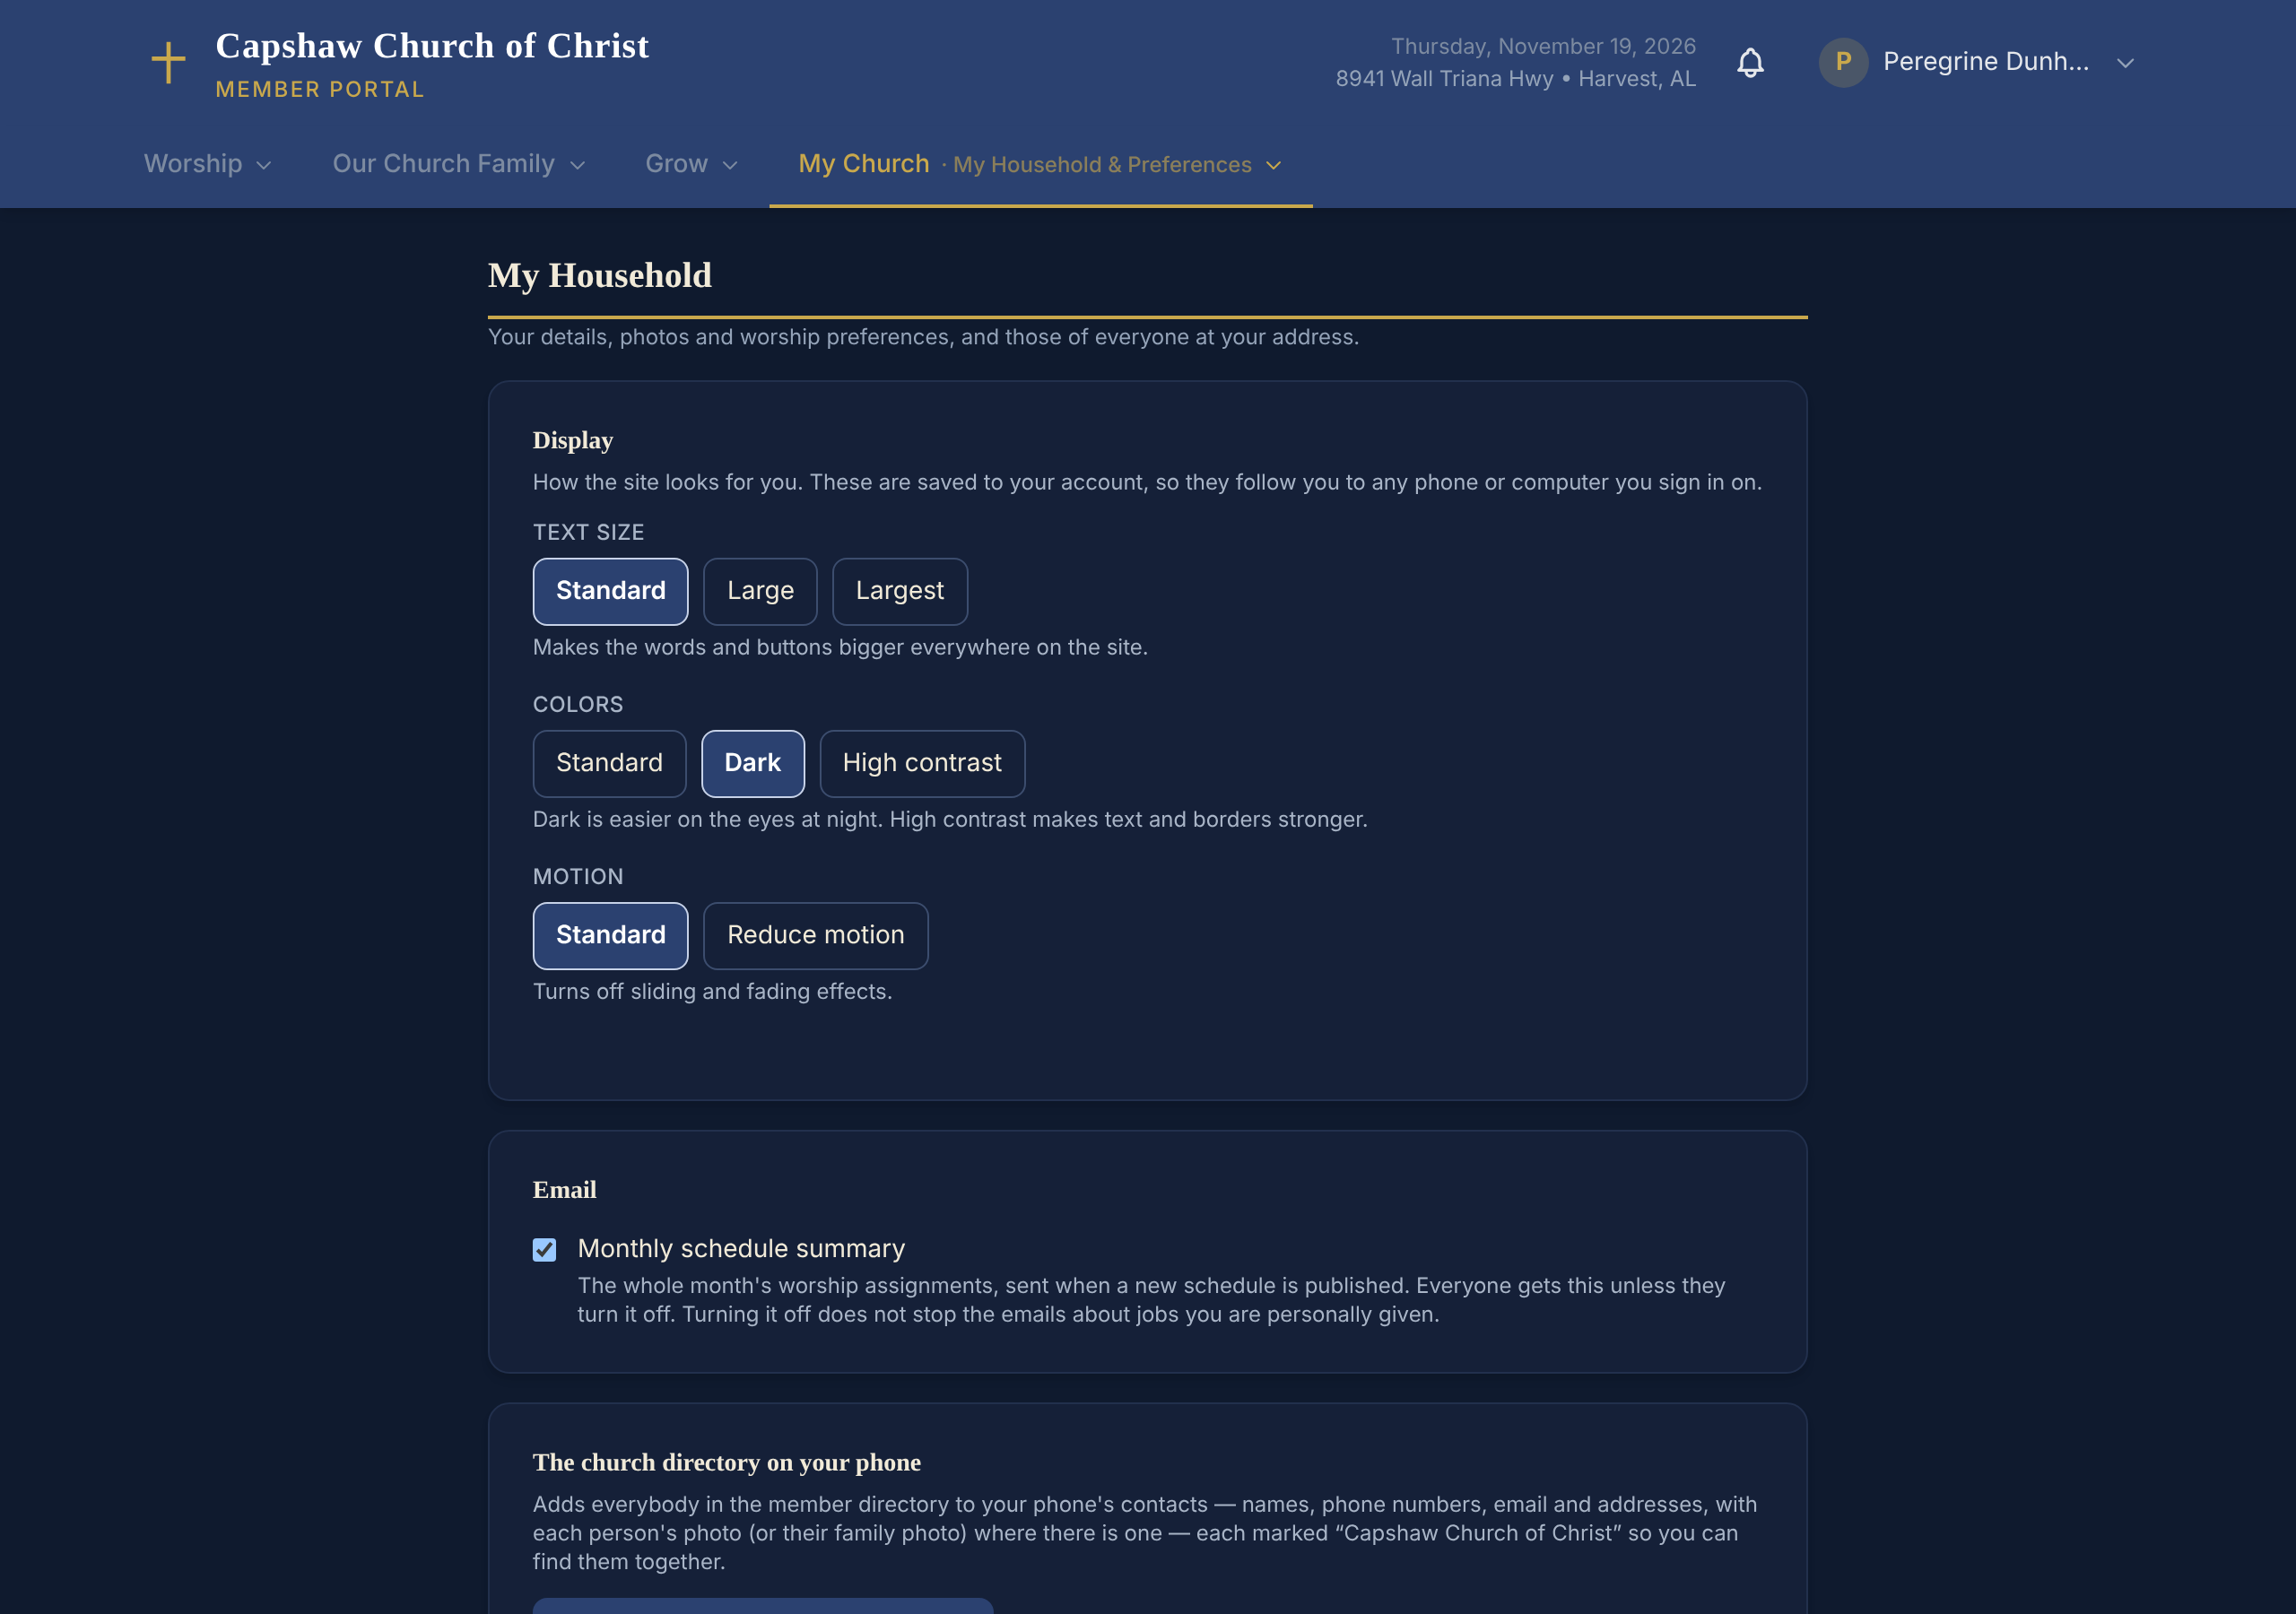 Capshaw Church of Christ
MEMBER PORTAL
Thursday, November 19, 2026
8941 Wall Triana Hwy • Harvest, AL
P
Peregrine Dunh...
Worship
Our Church Family
Grow
My Church · My Household & Preferences
My Household
Your details, photos and worship preferences, and those of everyone at your address.
Display
How the site looks for you. These are saved to your account, so they follow you to any phone or computer you sign in on.
TEXT SIZE
Standard
Large
Largest
Makes the words and buttons bigger everywhere on the site.
COLORS
Standard
Dark
High contrast
Dark is easier on the eyes at night. High contrast makes text and borders stronger.
MOTION
Standard
Reduce motion
Turns off sliding and fading effects.
Email
Monthly schedule summary
The whole month's worship assignments, sent when a new schedule is published. Everyone gets this unless they
turn it off. Turning it off does not stop the emails about jobs you are personally given.
The church directory on your phone
Adds everybody in the member directory to your phone's contacts — names, phone numbers, email and addresses, with
each person's photo (or their family photo) where there is one — each marked “Capshaw Church of Christ” so you can
find them together.